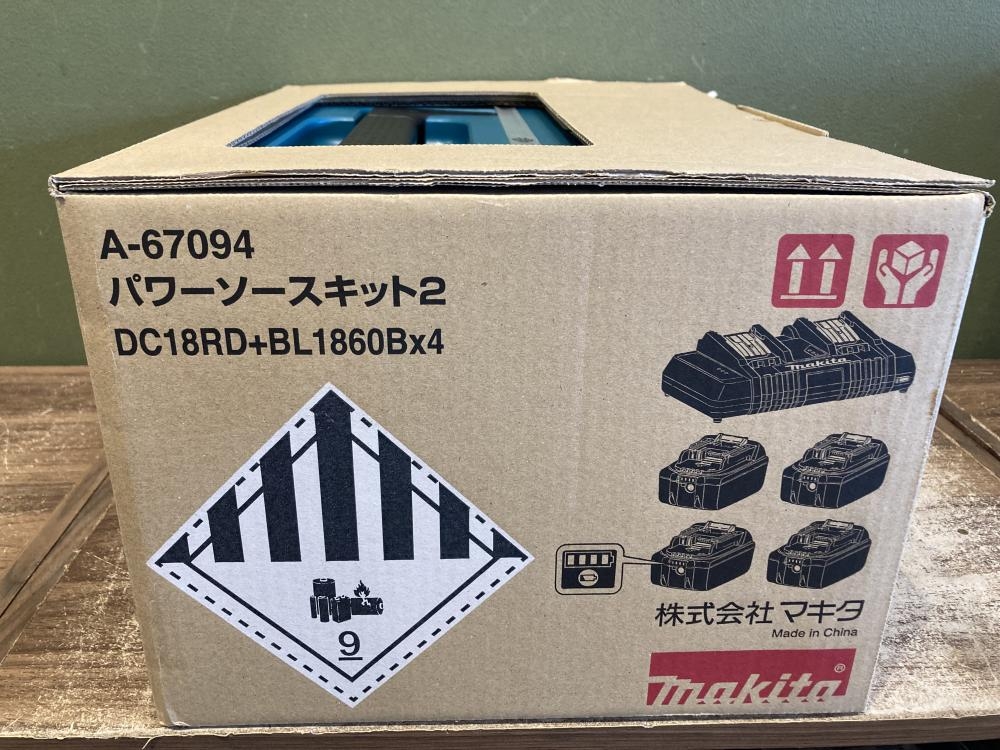 A-67094
パワーソースキット2
DC18RD+BL1860Bx4
makita
9
株式会社 マキタ
Made in China
makita®